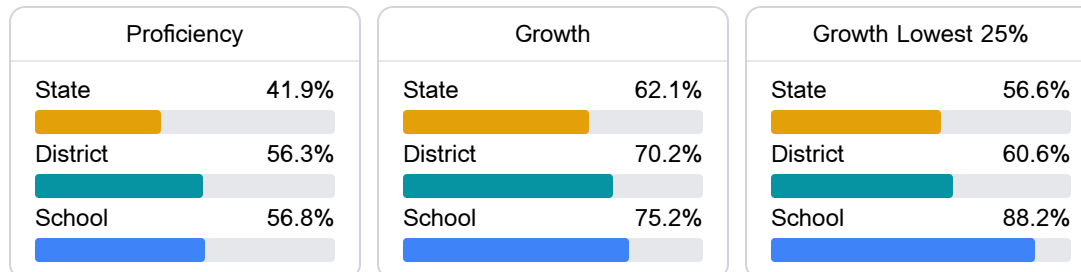 Proficiency
State 41.9%
District 56.3%
School 56.8%
Growth
State 62.1%
District 70.2%
School 75.2%
Growth Lowest 25%
State 56.6%
District 60.6%
School 88.2%